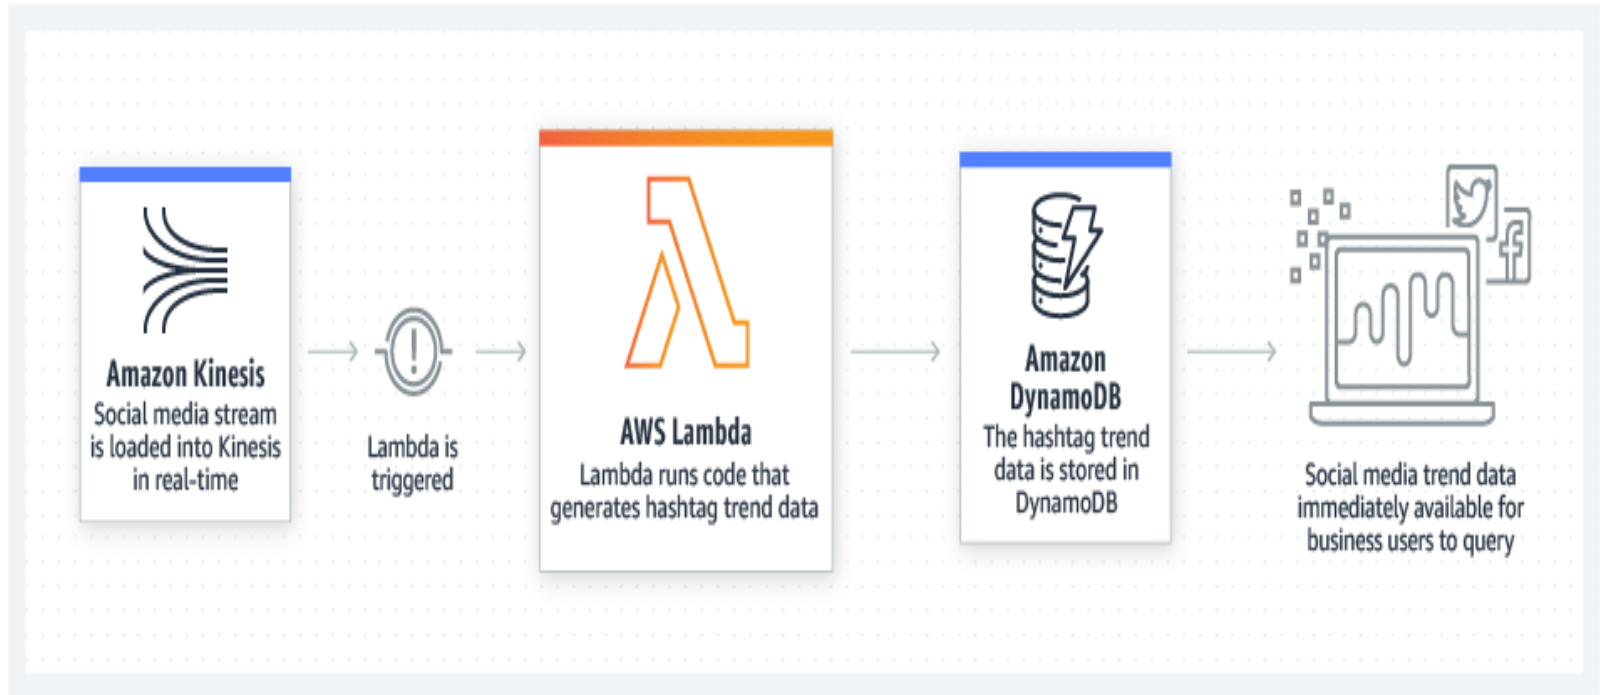 Amazon Kinesis
Social media stream
is loaded into Kinesis
in real-time
Lambda is
triggered
AWS Lambda
Lambda runs code that
generates hashtag trend data
Amazon
DynamoDB
The hashtag trend
data is stored in
DynamoDB
Social media trend data
immediately available for
business users to query